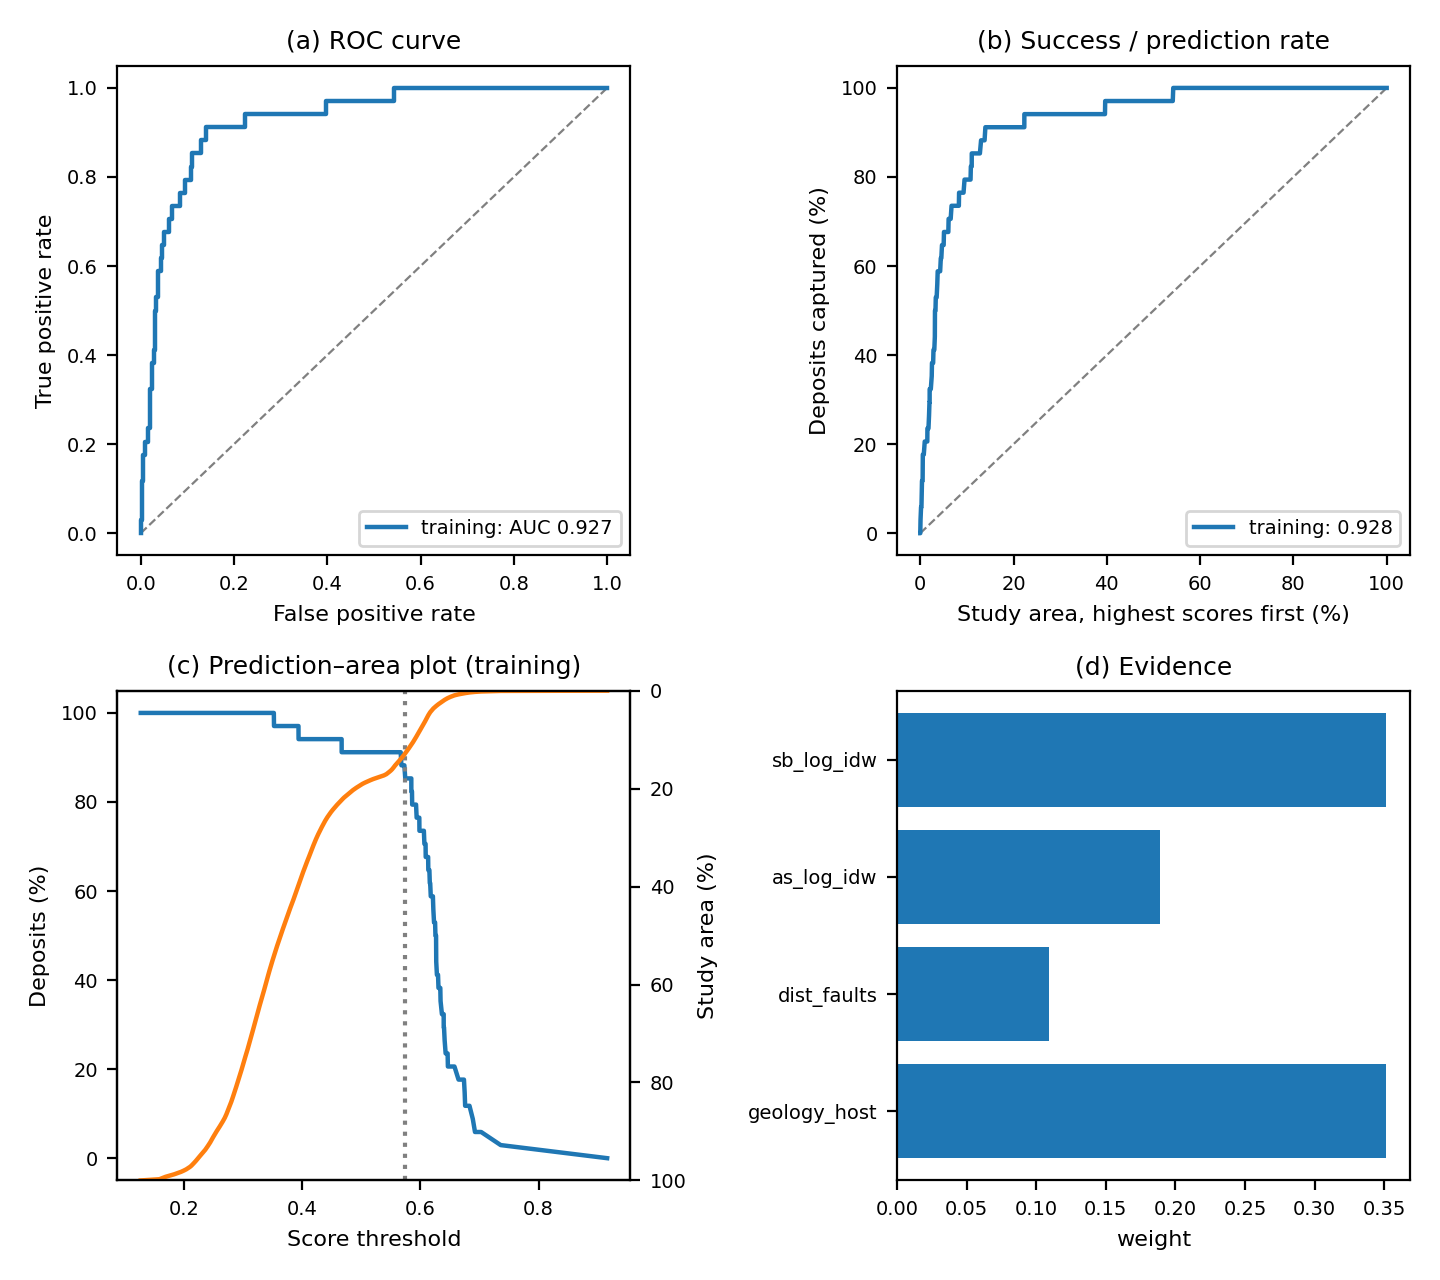 (a) ROC curve
True positive rate
1.0
0.8
0.6
0.4
0.2
0.0
training: AUC 0.927
0.0 0.2 0.4 0.6 0.8 1.0
False positive rate
(b) Success / prediction rate
Deposits captured (%)
100
80
60
40
20
0
training: 0.928
0 20 40 60 80 100
Study area, highest scores first (%)
(c) Prediction–area plot (training)
Deposits (%)
100
80
60
40
20
0
0
20
40
60
80
100
Study area (%)
0.2 0.4 0.6 0.8
Score threshold
(d) Evidence
sb_log_idw
as_log_idw
dist_faults
geology_host
0.00 0.05 0.10 0.15 0.20 0.25 0.30 0.35
weight